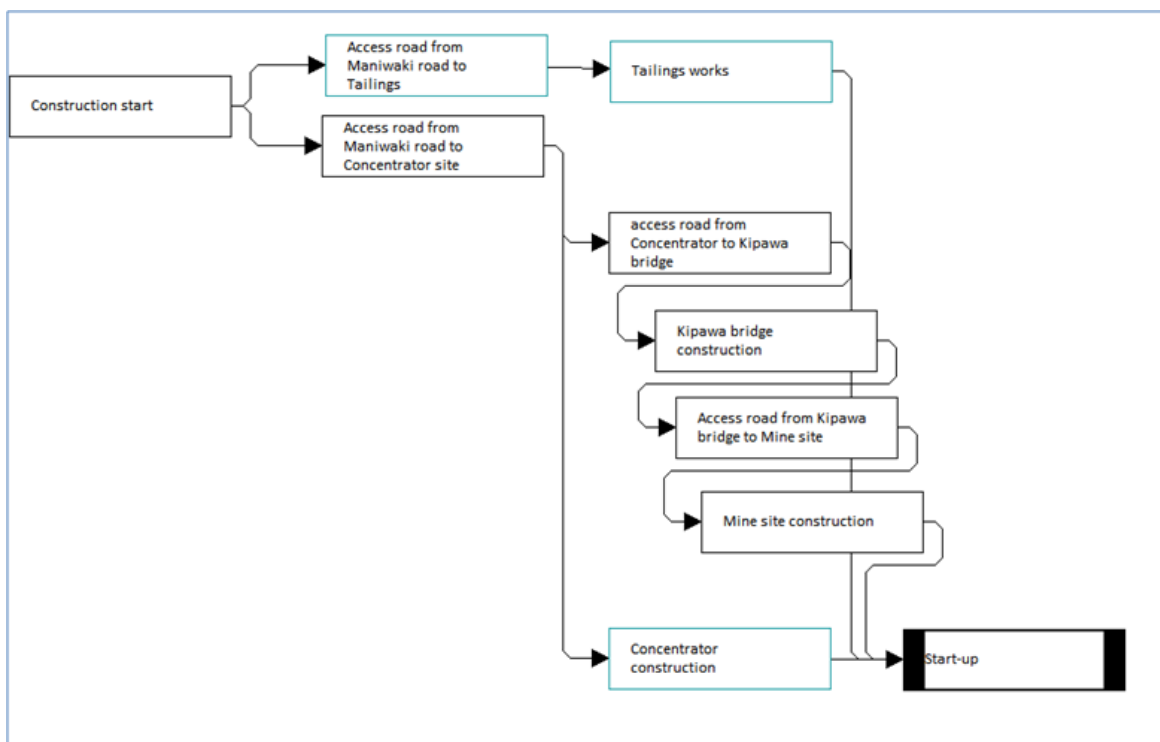 Construction start
Access road from
Maniwaki road to
Tailings
Tailings works
Access road from
Maniwaki road to
Concentrator site
access road from
Concentrator to Kipawa
bridge
Kipawa bridge
construction
Access road from Kipawa
bridge to Mine site
Mine site construction
Concentrator
construction
Start-up